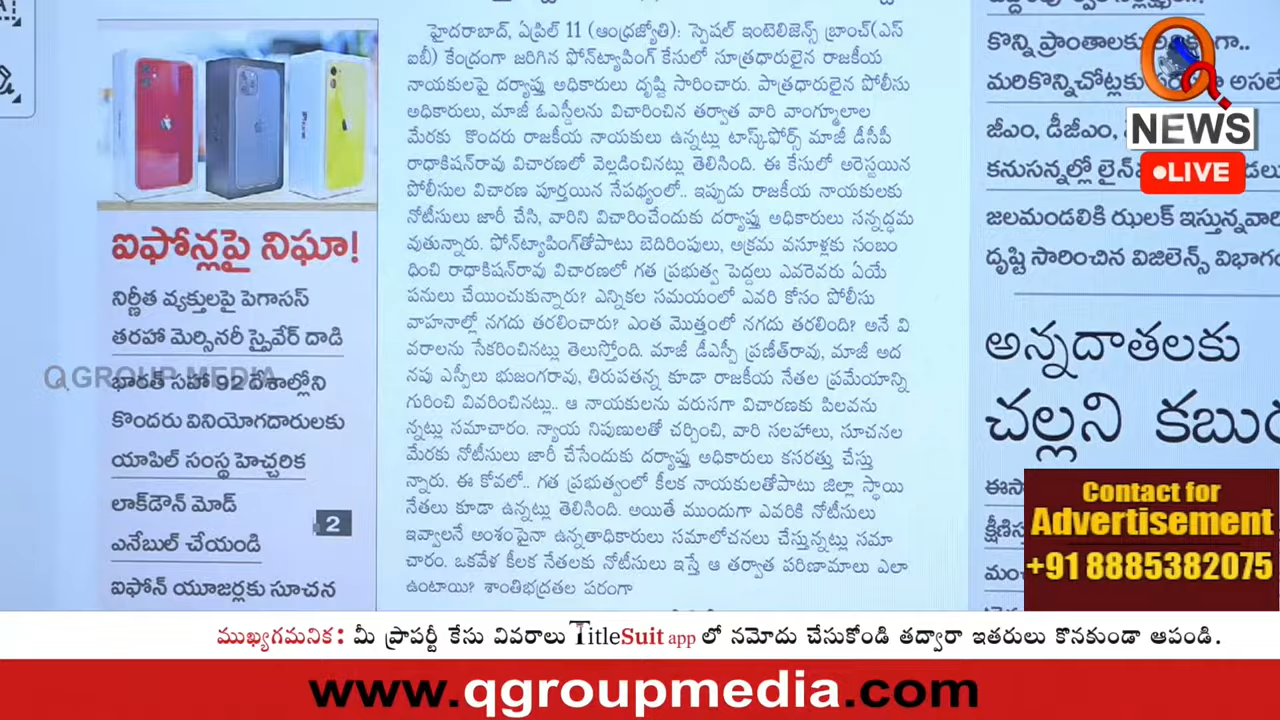 ఐఫోన్లపై నిఘా!
నిర్ణీత వ్యక్తులపై పెగాసస్
తరహా మెర్సినరీ స్పైవేర్ దాడి
భారత్ సహా 92 దేశాల్లోని
కొందరు వినియోగదారులకు
యాపిల్ సంస్థ హెచ్చరిక
లాక్‌డౌన్ మోడ్
ఎనేబుల్ చేయండి
ఐఫోన్ యూజర్లకు సూచన
2
QGROUP MEDIA
హైదరాబాద్, ఏప్రిల్ 11 (ఆంధ్రజ్యోతి): స్పెషల్ ఇంటెలిజెన్స్ బ్రాంచ్(ఎస్
ఐబీ) కేంద్రంగా జరిగిన ఫోన్‌ట్యాపింగ్ కేసులో సూత్రధారులైన రాజకీయ
నాయకులపై దర్యాప్తు అధికారులు దృష్టి సారించారు. పాత్రధారులైన పోలీసు
అధికారులు, మాజీ ఓఎస్డీలను విచారించిన తర్వాత వారి వాంగ్మూలాల
మేరకు కొందరు రాజకీయ నాయకులు ఉన్నట్లు టాస్క్‌ఫోర్స్ మాజీ డీసీపీ
రాధాకిషన్‌రావు విచారణలో వెల్లడించినట్లు తెలిసింది. ఈ కేసులో అరెస్టయిన
పోలీసుల విచారణ పూర్తయిన నేపథ్యంలో.. ఇప్పుడు రాజకీయ నాయకులకు
నోటీసులు జారీ చేసి, వారిని విచారించేందుకు దర్యాప్తు అధికారులు సన్నద్ధమ
వుతున్నారు. ఫోన్‌ట్యాపింగ్‌తోపాటు బెదిరింపులు, అక్రమ వసూళ్లకు సంబం
ధించి రాధాకిషన్‌రావు విచారణలో గత ప్రభుత్వ పెద్దలు ఎవరెవరు ఏయే
పనులు చేయించుకున్నారు? ఎన్నికల సమయంలో ఎవరి కోసం పోలీసు
వాహనాల్లో నగదు తరలించారు? ఎంత మొత్తంలో నగదు తరలింది? అనే వి
వరాలను సేకరించినట్లు తెలుస్తోంది. మాజీ డీఎస్పీ ప్రణీత్‌రావు, మాజీ అద
నపు ఎస్పీలు భుజంగరావు, తిరుపతన్న కూడా రాజకీయ నేతల ప్రమేయాన్ని
గురించి వివరించినట్లు.. ఆ నాయకులను వరుసగా విచారణకు పిలవను
న్నట్లు సమాచారం. న్యాయ నిపుణులతో చర్చించి, వారి సలహాలు, సూచనల
మేరకు నోటీసులు జారీ చేసేందుకు దర్యాప్తు అధికారులు కసరత్తు చేస్తు
న్నారు. ఈ కోవలో.. గత ప్రభుత్వంలో కీలక నాయకులతోపాటు జిల్లా స్థాయి
నేతలు కూడా ఉన్నట్లు తెలిసింది. అయితే ముందుగా ఎవరికి నోటీసులు
ఇవ్వాలనే అంశంపైనా ఉన్నతాధికారులు సమాలోచనలు చేస్తున్నట్లు సమా
చారం. ఒకవేళ కీలక నేతలకు నోటీసులు ఇస్తే ఆ తర్వాత పరిణామాలు ఎలా
ఉంటాయి? శాంతిభద్రతల పరంగా
కొన్ని ప్రాంతాలకు
మరికొన్నిచోట్లకు అసలే
జీఎం, డీజీఎం,
కనుసన్నల్లో లైన్
జలమండలికి ఝలక్ ఇస్తున్నవారి
దృష్టి సారించిన విజిలెన్స్ విభాగం
అన్నదాతలకు
చల్లని కబు
NEWS
LIVE
Contact for
Advertisement
+91 8885382075
ముఖ్యగమనిక: మీ ప్రాపర్టీ కేసు వివరాలు TitleSuit app లో నమోదు చేసుకోండి తద్వారా ఇతరులు కొనకుండా ఆపండి.
www.qgroupmedia.com